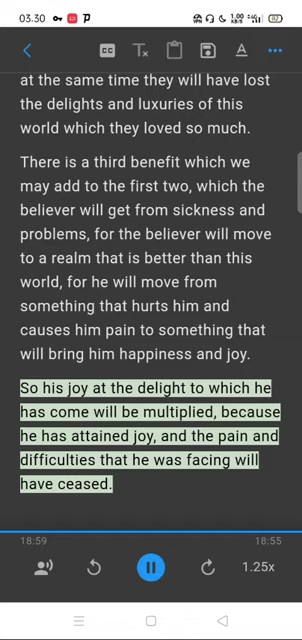 03.30
1,00
KB/S
82
CC
at the same time they will have lost
the delights and luxuries of this
world which they loved so much.
There is a third benefit which we
may add to the first two, which the
believer will get from sickness and
problems, for the believer will move
to a realm that is better than this
world, for he will move from
something that hurts him and
causes him pain to something that
will bring him happiness and joy.
So his joy at the delight to which he
has come will be multiplied, because
he has attained joy, and the pain and
difficulties that he was facing will
have ceased.
18:59
18:55
1.25x